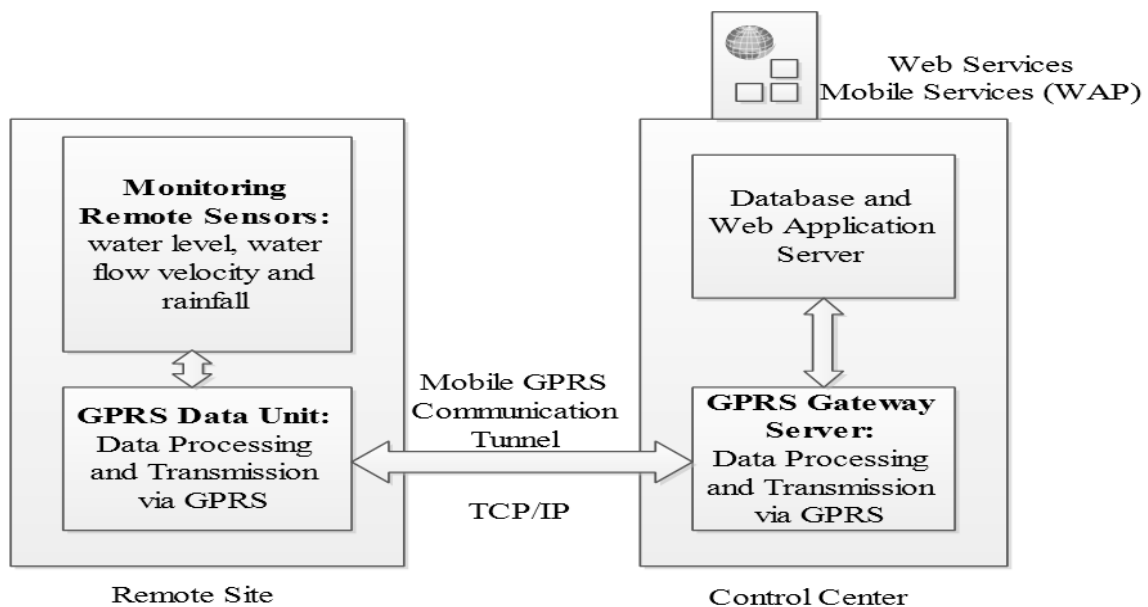 Web Services
Mobile Services (WAP)
Monitoring
Remote Sensors:
water level, water
flow velocity and
rainfall
GPRS Data Unit:
Data Processing
and Transmission
via GPRS
Mobile GPRS
Communication
Tunnel
TCP/IP
Database and
Web Application
Server
GPRS Gateway
Server:
Data Processing
and Transmission
via GPRS
Remote Site
Control Center